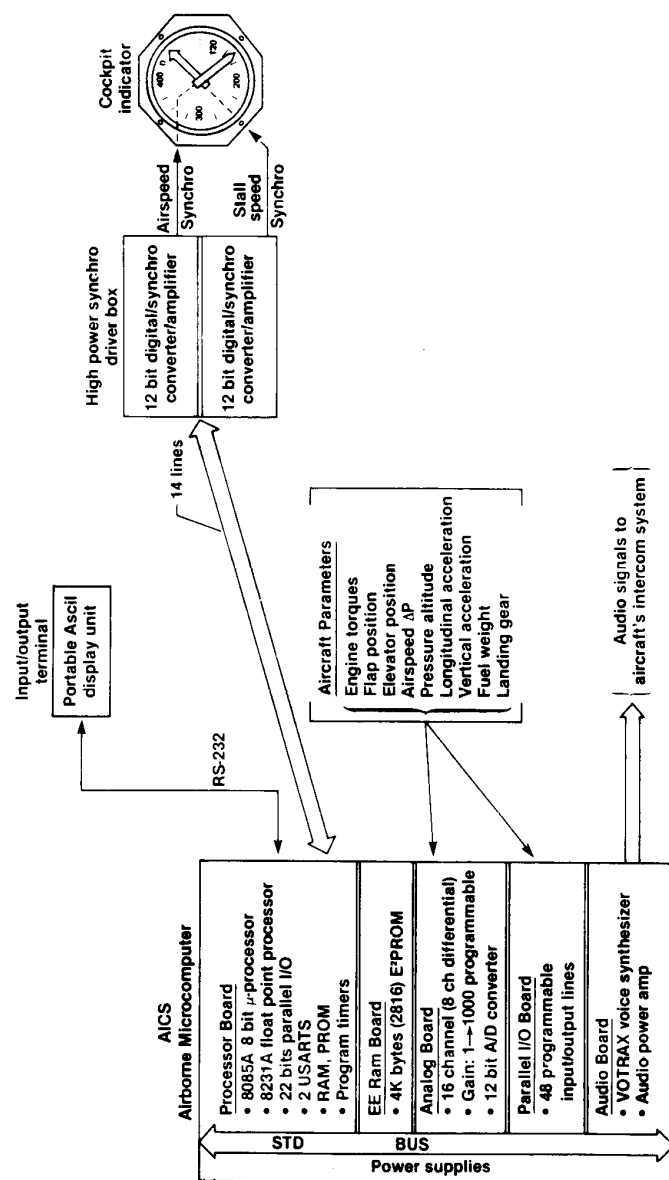 AICS
Airborne Microcomputer
Processor Board
• 8085A 8 bit μ-processor
• 8231A float point processor
• 22 bits parallel I/O
• 2 USARTS
• RAM, PROM
• Program timers
EE Ram Board
• 4K bytes (2816) E²PROM
Analog Board
• 16 channel (8 ch differential)
• Gain: 1→1000 programmable
• 12 bit A/D converter
Parallel I/O Board
• 48 programmable
input/output lines
Audio Board
• VOTRAX voice synthesizer
• Audio power amp
STD BUS
Power supplies
Input/output
terminal
Portable Ascii
display unit
RS-232
14 lines
High power synchro
driver box
12 bit digital/synchro
converter/amplifier
12 bit digital/synchro
converter/amplifier
Airspeed
Synchro
Stall
speed
Synchro
Cockpit
indicator
400
0
120
200
300
Aircraft Parameters
Engine torques
Flap position
Elevator position
Airspeed ΔP
Pressure altitude
Longitudinal acceleration
Vertical acceleration
Fuel weight
Landing gear
Audio signals to
aircraft's intercom system